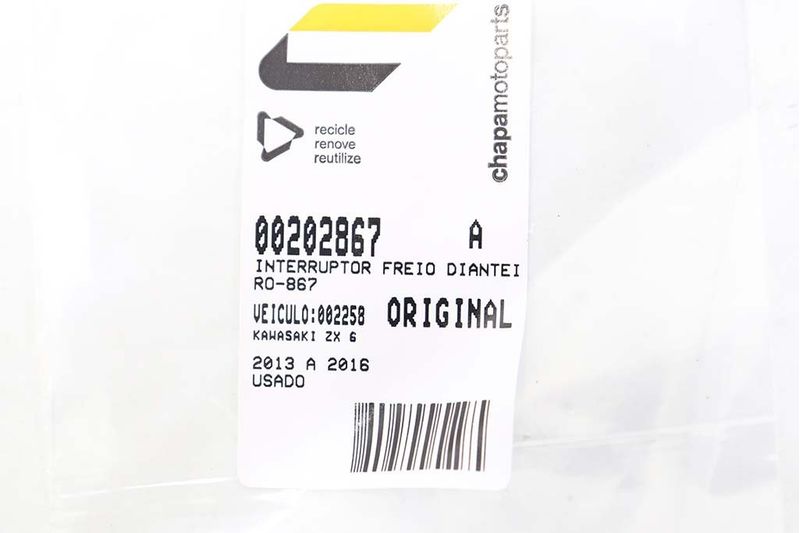 chapamotoparts
recicle
renove
reutilize
00202867 A
INTERRUPTOR FREIO DIANTEI
RO-867
VEICULO:002258 ORIGINAL
KAWASAKI ZX 6
2013 A 2016
USADO